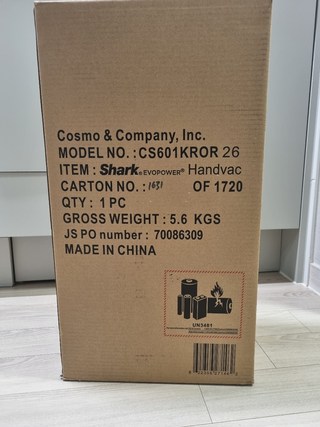 Cosmo & Company, Inc.
MODEL NO. : CS601KROR 26
ITEM : Shark® EVOPOWER® Handvac
CARTON NO. : 1631 OF 1720
QTY : 1 PC
GROSS WEIGHT : 5.6 KGS
JS PO number : 70086309
MADE IN CHINA
UN3481